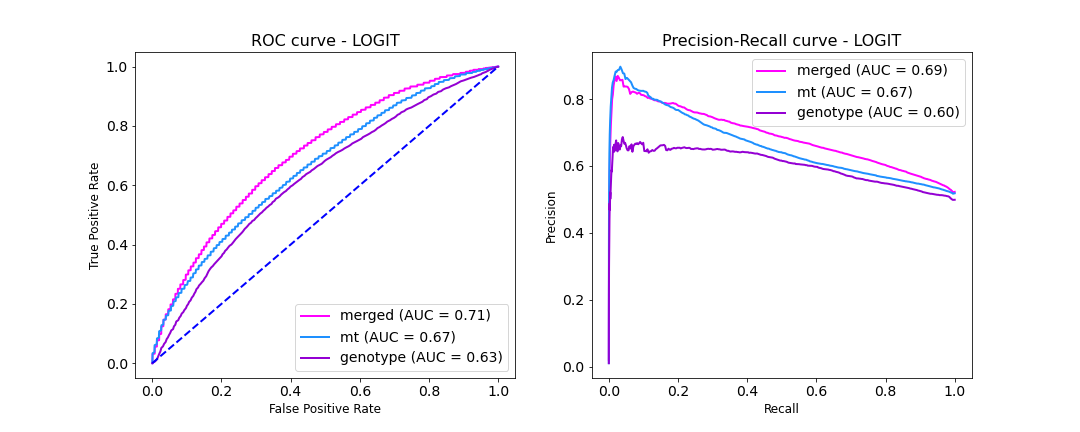 ROC curve - LOGIT
1.0
0.8
0.6
0.4
0.2
0.0
True Positive Rate
merged (AUC = 0.71)
mt (AUC = 0.67)
genotype (AUC = 0.63)
0.0 0.2 0.4 0.6 0.8 1.0
False Positive Rate
Precision-Recall curve - LOGIT
merged (AUC = 0.69)
mt (AUC = 0.67)
genotype (AUC = 0.60)
0.8
0.6
0.4
0.2
0.0
Precision
0.0 0.2 0.4 0.6 0.8 1.0
Recall